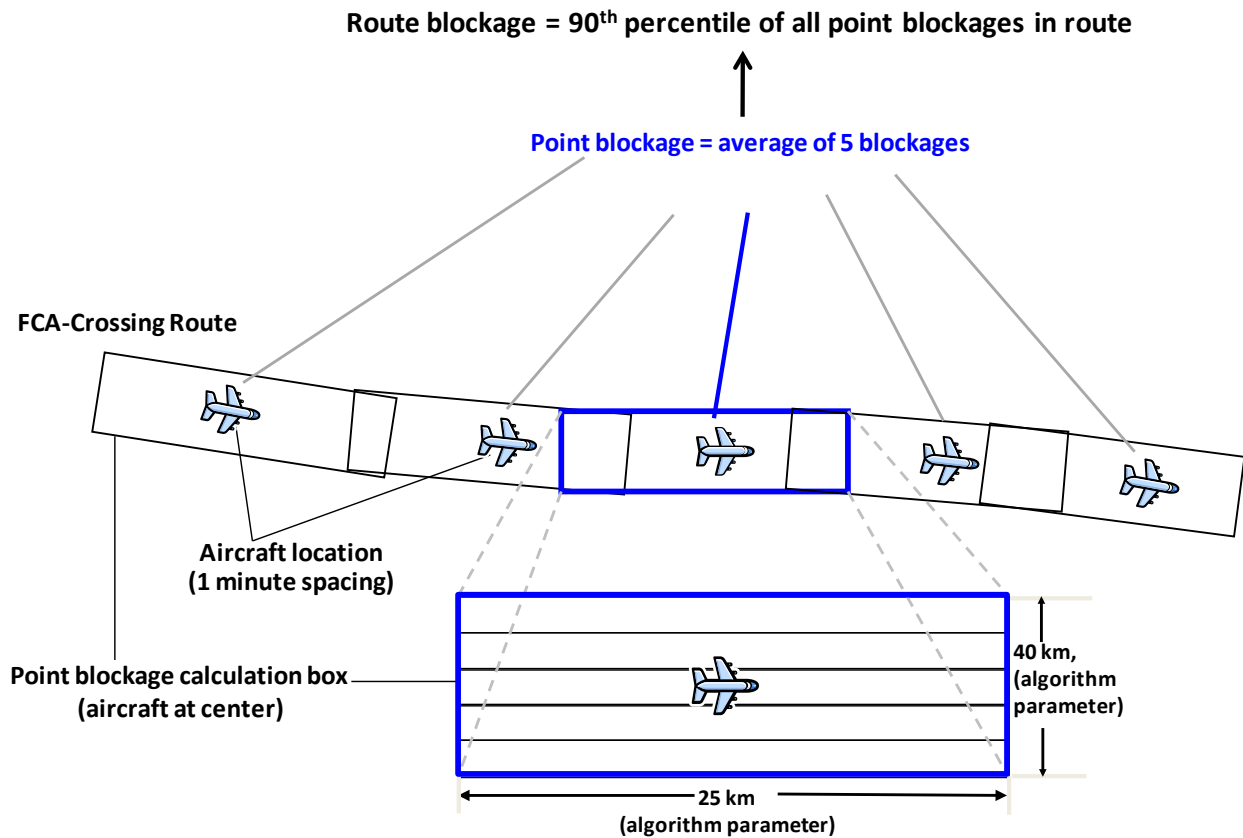 Route blockage = 90th percentile of all point blockages in route
Point blockage = average of 5 blockages
FCA-Crossing Route
Aircraft location
(1 minute spacing)
Point blockage calculation box
(aircraft at center)
40 km,
(algorithm
parameter)
25 km
(algorithm parameter)